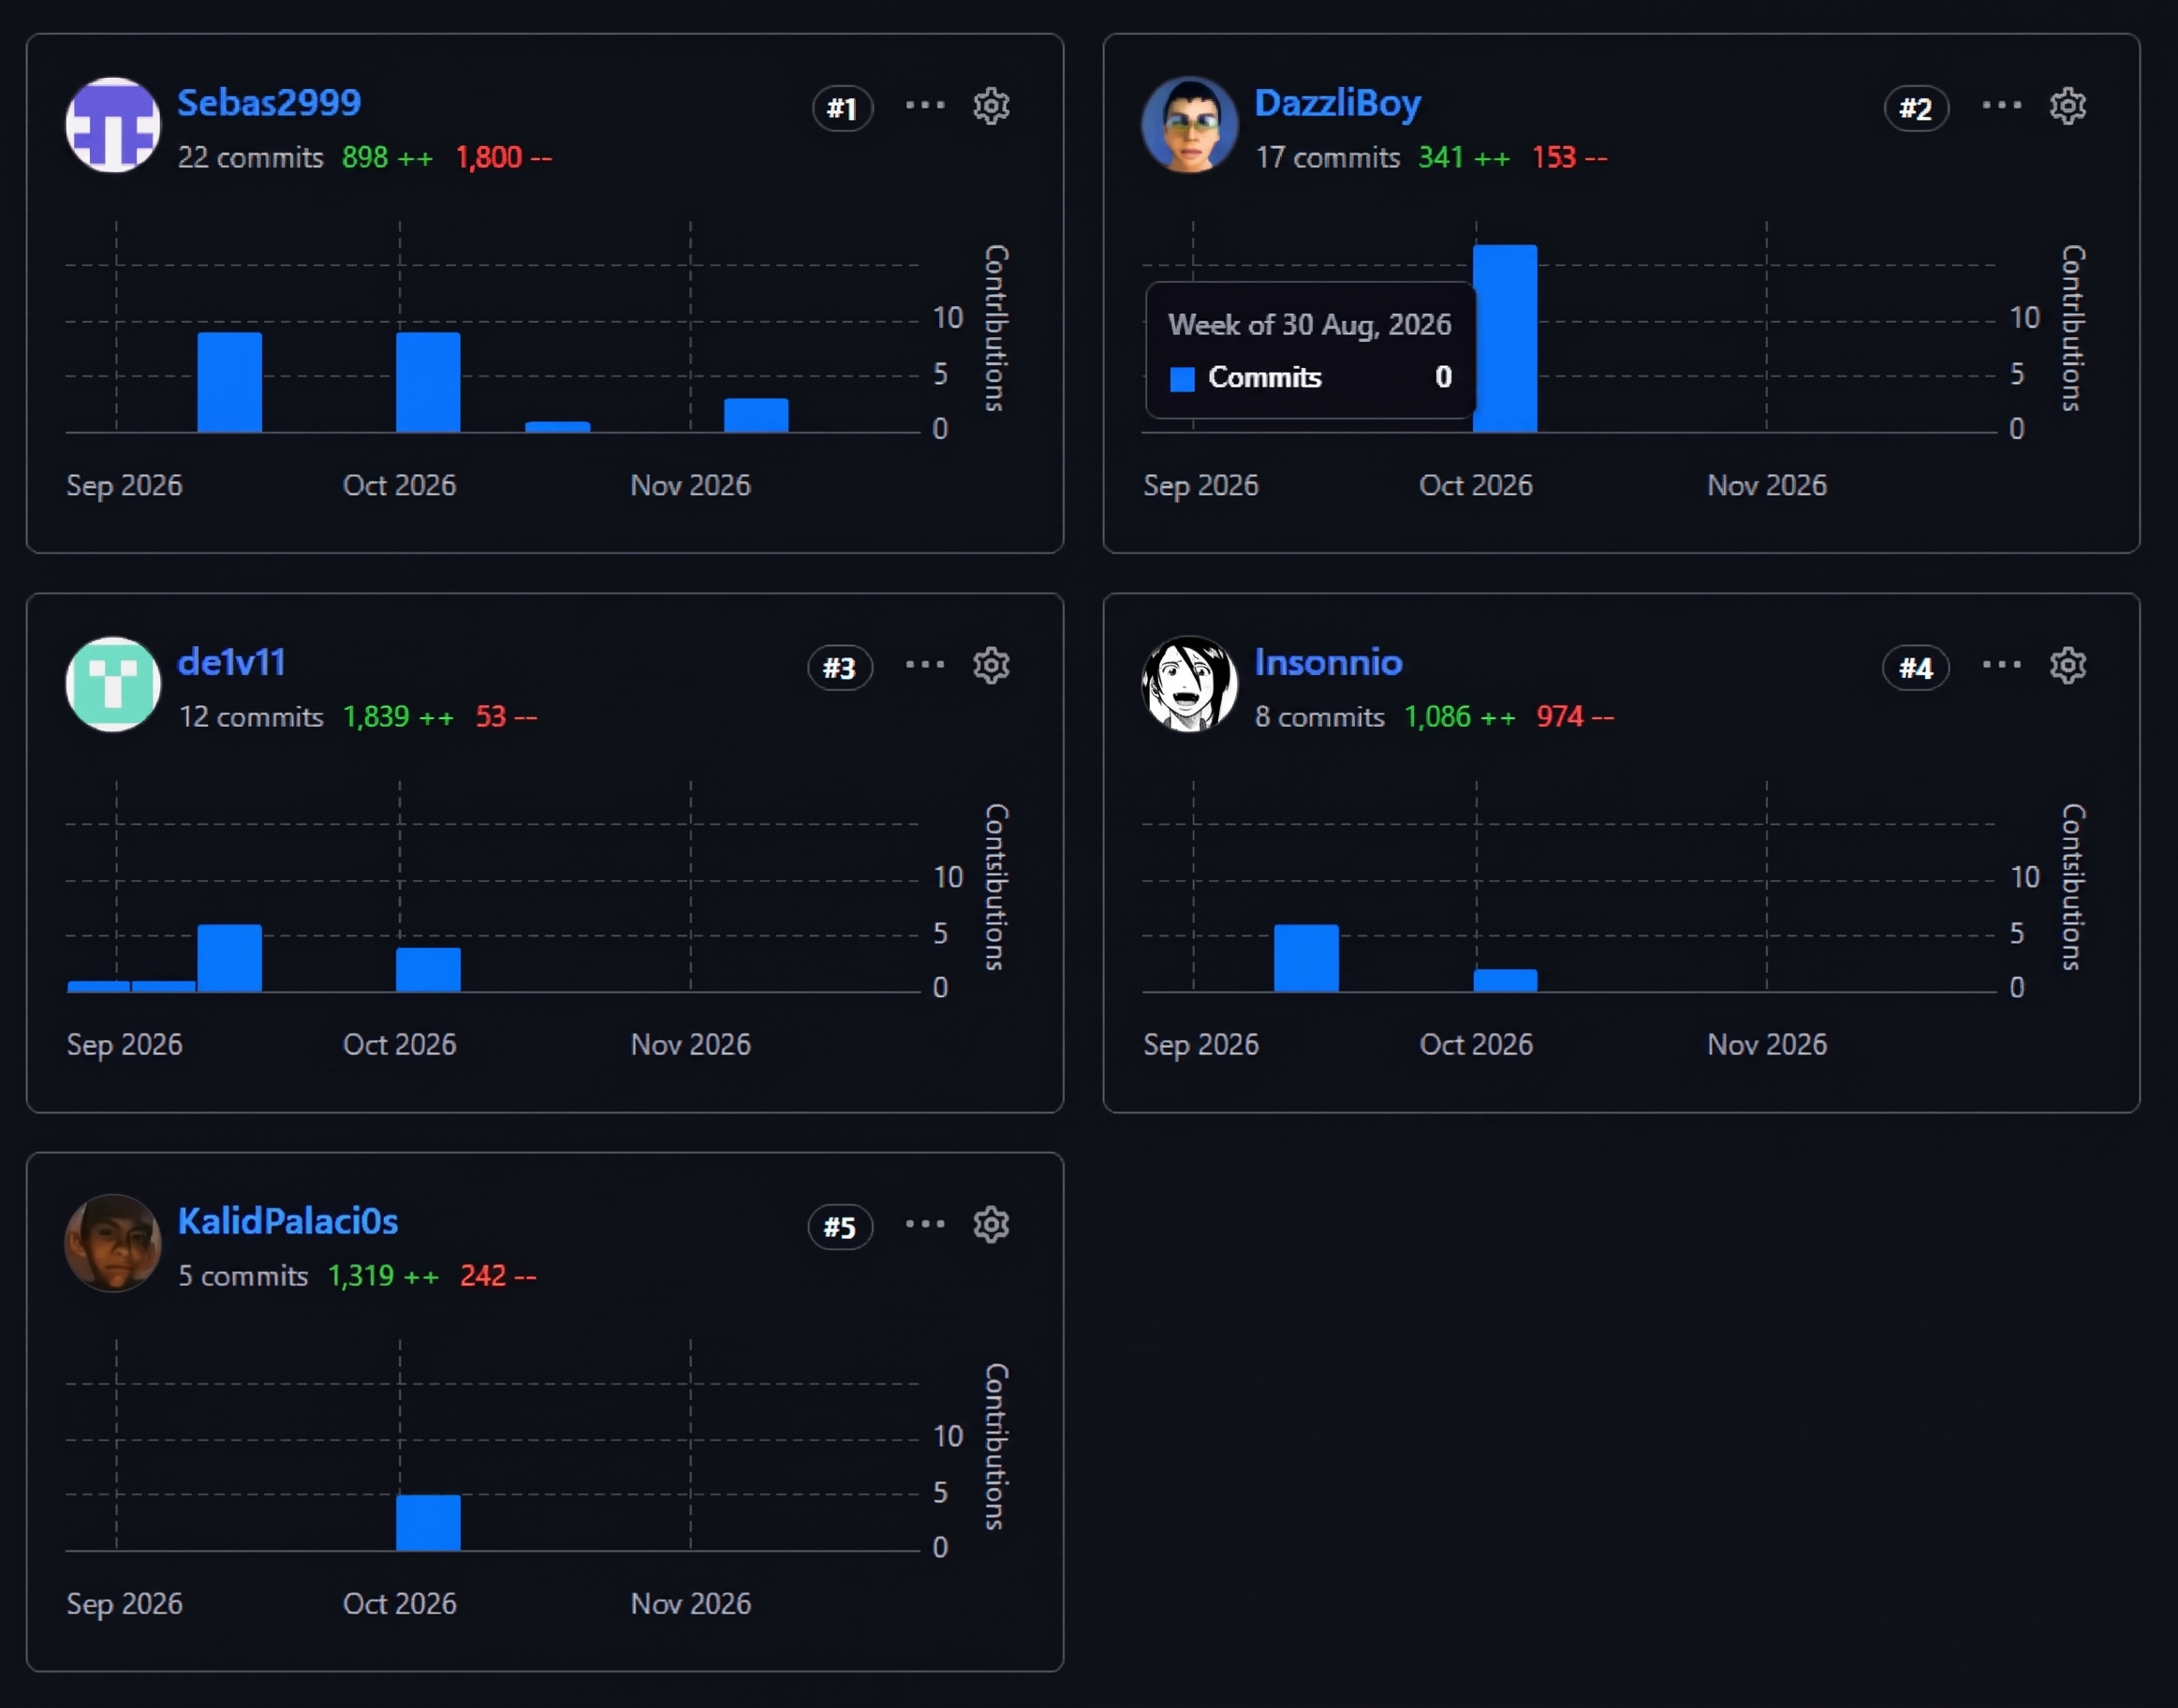 Sebas2999
#1
22 commits 898 ++ 1,800 --
10
5
0
Contrlbutions
Sep 2026 Oct 2026 Nov 2026
DazzliBoy
#2
17 commits 341 ++ 153 --
Week of 30 Aug, 2026
Commits 0
10
5
0
Contrlbutions
Sep 2026 Oct 2026 Nov 2026
de1v11
#3
12 commits 1,839 ++ 53 --
10
5
0
Contsibutions
Sep 2026 Oct 2026 Nov 2026
Insonnio
#4
8 commits 1,086 ++ 974 --
10
5
0
Contsibutions
Sep 2026 Oct 2026 Nov 2026
KalidPalaci0s
#5
5 commits 1,319 ++ 242 --
10
5
0
Contributions
Sep 2026 Oct 2026 Nov 2026